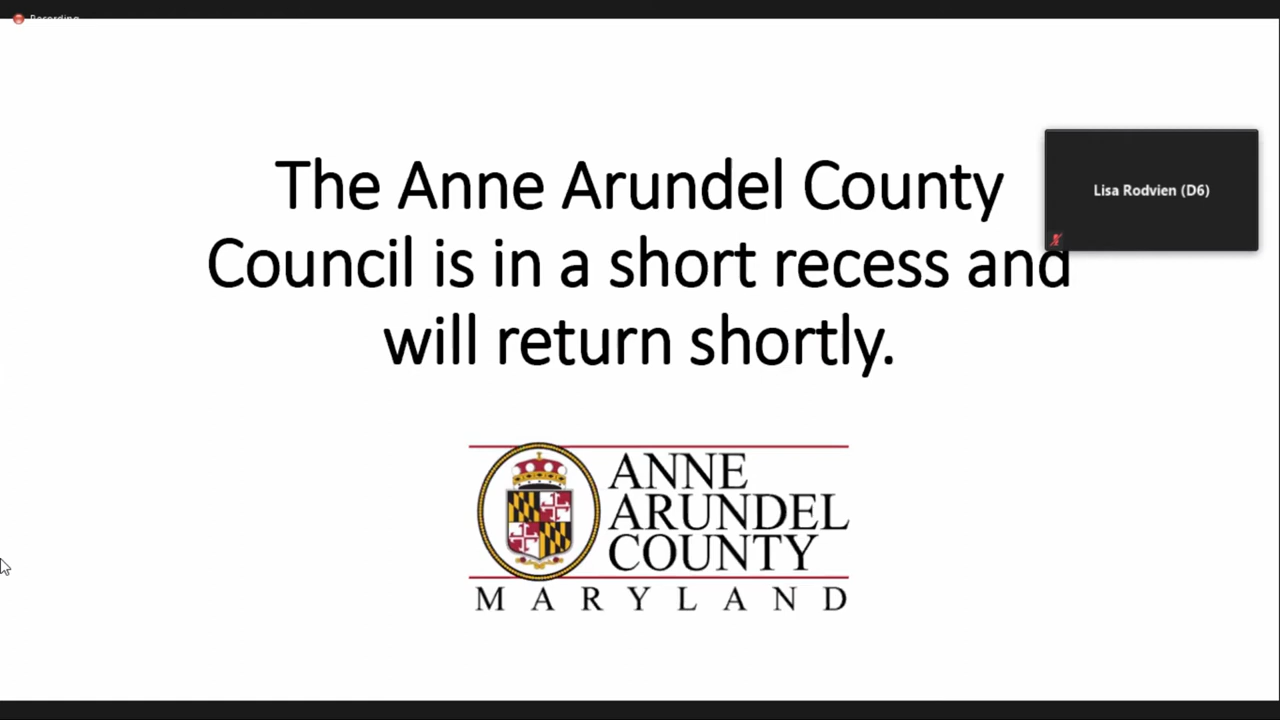 Recording
The Anne Arundel County
Council is in a short recess and
will return shortly.
Lisa Rodvien (D6)
ANNE
ARUNDEL
COUNTY
MARYLAND